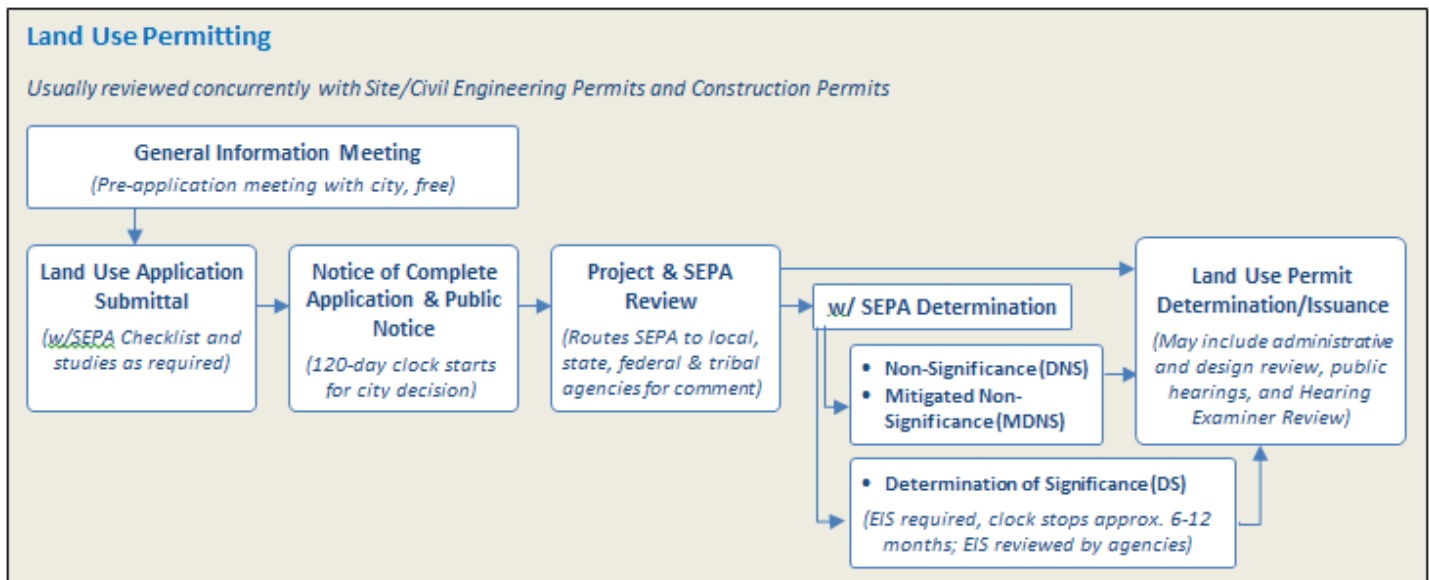 Land Use Permitting
Usually reviewed concurrently with Site/Civil Engineering Permits and Construction Permits
General Information Meeting
(Pre-application meeting with city, free)
Land Use Application
Submittal
(w/SEPA Checklist and
studies as required)
Notice of Complete
Application & Public
Notice
(120-day clock starts
for city decision)
Project & SEPA
Review
(Routes SEPA to local,
state, federal & tribal
agencies for comment)
w/ SEPA Determination
• Non-Significance (DNS)
• Mitigated Non-
Significance (MDNS)
• Determination of Significance (DS)
(EIS required, clock stops approx. 6-12
months; EIS reviewed by agencies)
Land Use Permit
Determination/Issuance
(May include administrative
and design review, public
hearings, and Hearing
Examiner Review)